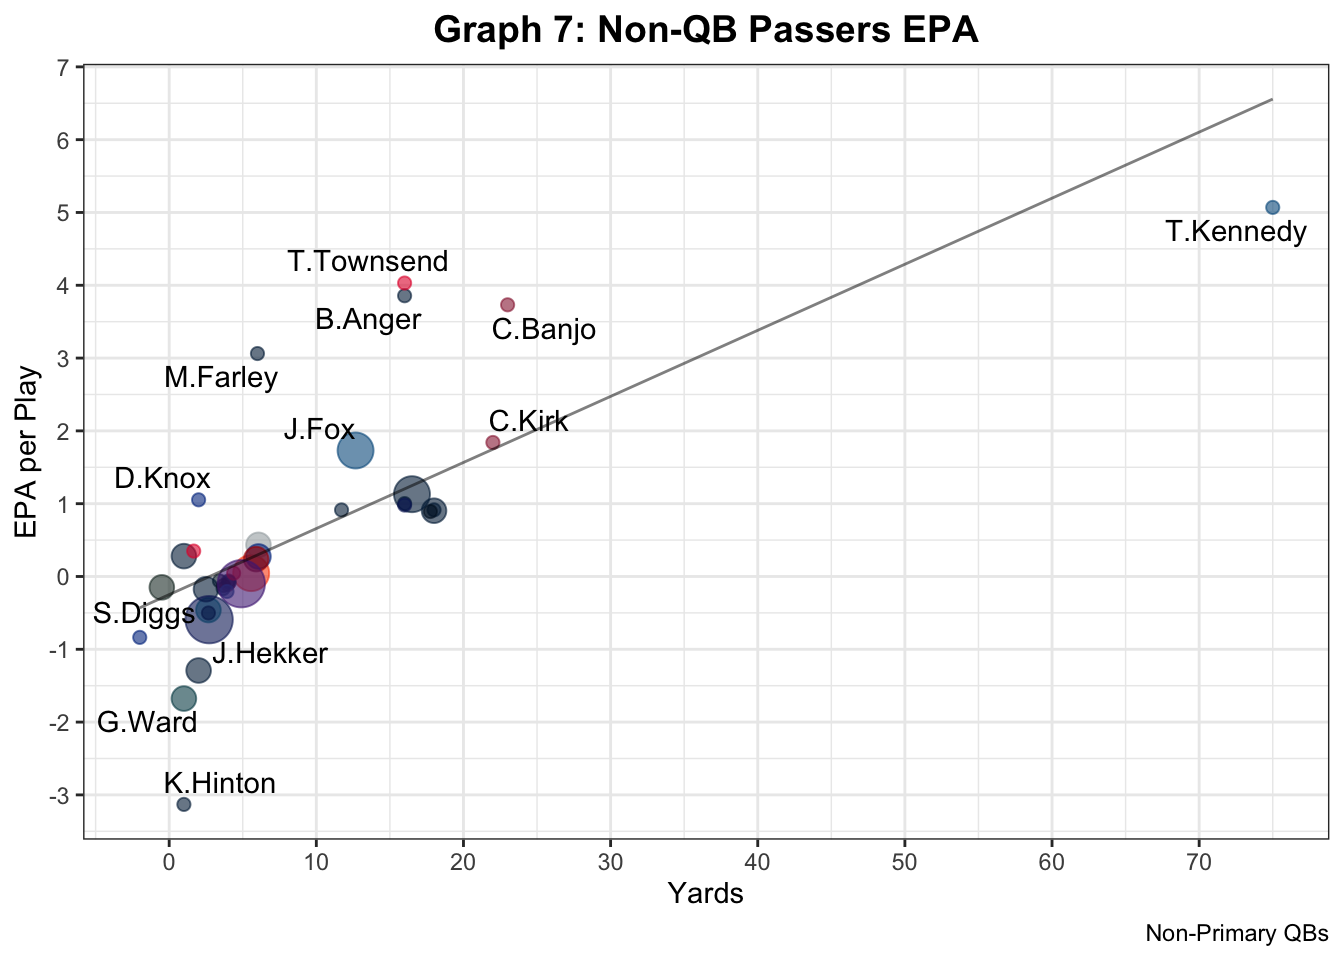 Graph 7: Non-QB Passers EPA
7
6
5
4
3
2
1
0
-1
-2
-3
EPA per Play
T.Kennedy
T.Townsend
B.Anger
C.Banjo
M.Farley
C.Kirk
J.Fox
D.Knox
S.Diggs
J.Hekker
G.Ward
K.Hinton
0 10 20 30 40 50 60 70
Yards
Non-Primary QBs